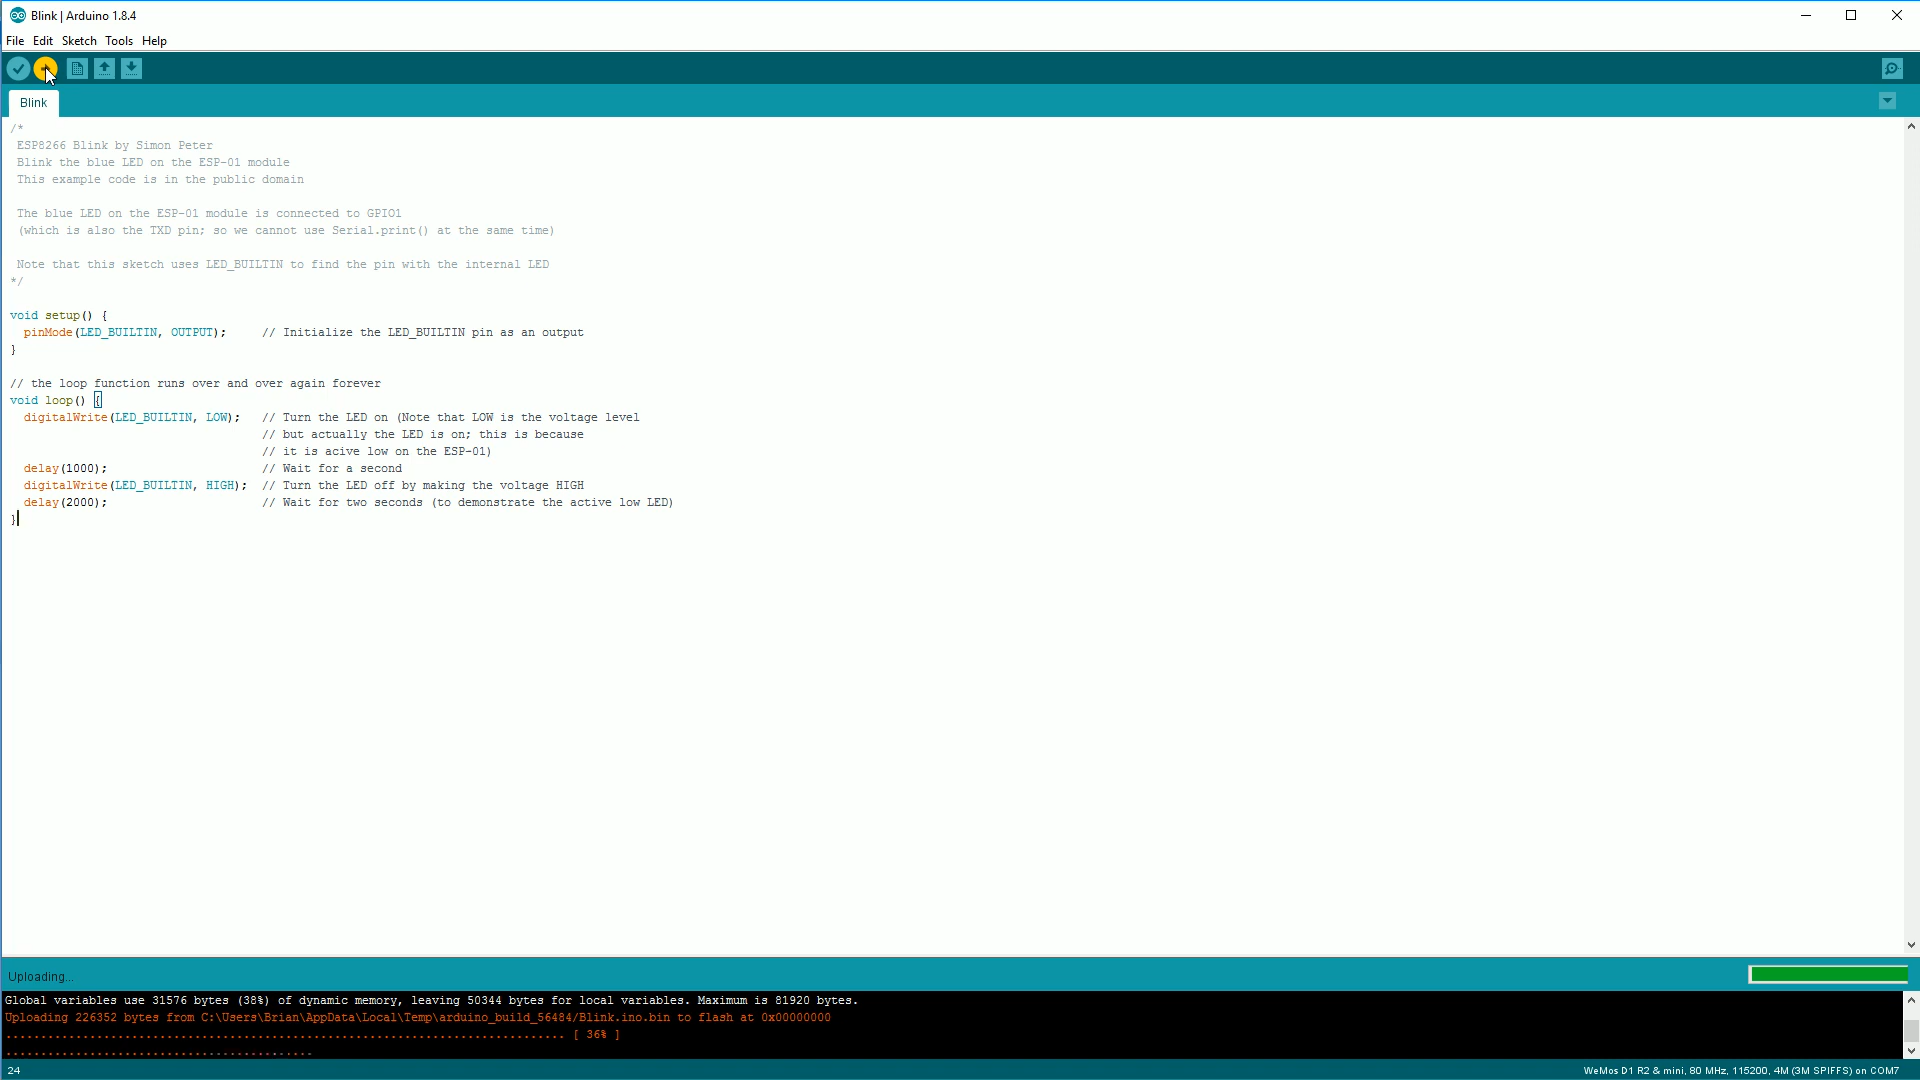 Blink | Arduino 1.8.4
File Edit Sketch Tools Help
Blink
/*
 ESP8266 Blink by Simon Peter
 Blink the blue LED on the ESP-01 module
 This example code is in the public domain

 The blue LED on the ESP-01 module is connected to GPIO1
 (which is also the TXD pin; so we cannot use Serial.print() at the same time)

 Note that this sketch uses LED_BUILTIN to find the pin with the internal LED
*/

void setup() {
  pinMode(LED_BUILTIN, OUTPUT);     // Initialize the LED_BUILTIN pin as an output
}

// the loop function runs over and over again forever
void loop() {
  digitalWrite(LED_BUILTIN, LOW);   // Turn the LED on (Note that LOW is the voltage level
                                    // but actually the LED is on; this is because
                                    // it is acive low on the ESP-01)
  delay(1000);                      // Wait for a second
  digitalWrite(LED_BUILTIN, HIGH);  // Turn the LED off by making the voltage HIGH
  delay(2000);                      // Wait for two seconds (to demonstrate the active low LED)
}
Uploading...
Global variables use 31576 bytes (38%) of dynamic memory, leaving 50344 bytes for local variables. Maximum is 81920 bytes.
Uploading 226352 bytes from C:\Users\Brian\AppData\Local\Temp\arduino_build_56484/Blink.ino.bin to flash at 0x00000000
................................................................................ [ 36% ]
............................................
24
WeMos D1 R2 & mini, 80 MHz, 115200, 4M (3M SPIFFS) on COM7